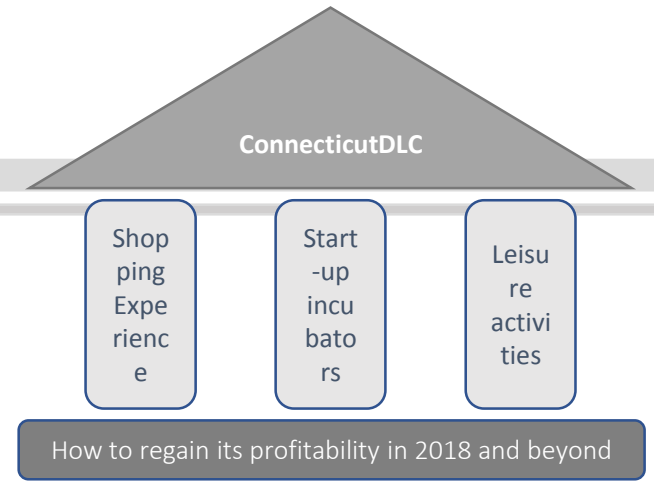 ConnecticutDLC
Shop
ping
Expe
rienc
e
Start
-up
incu
bato
rs
Leisu
re
activi
ties
How to regain its profitability in 2018 and beyond